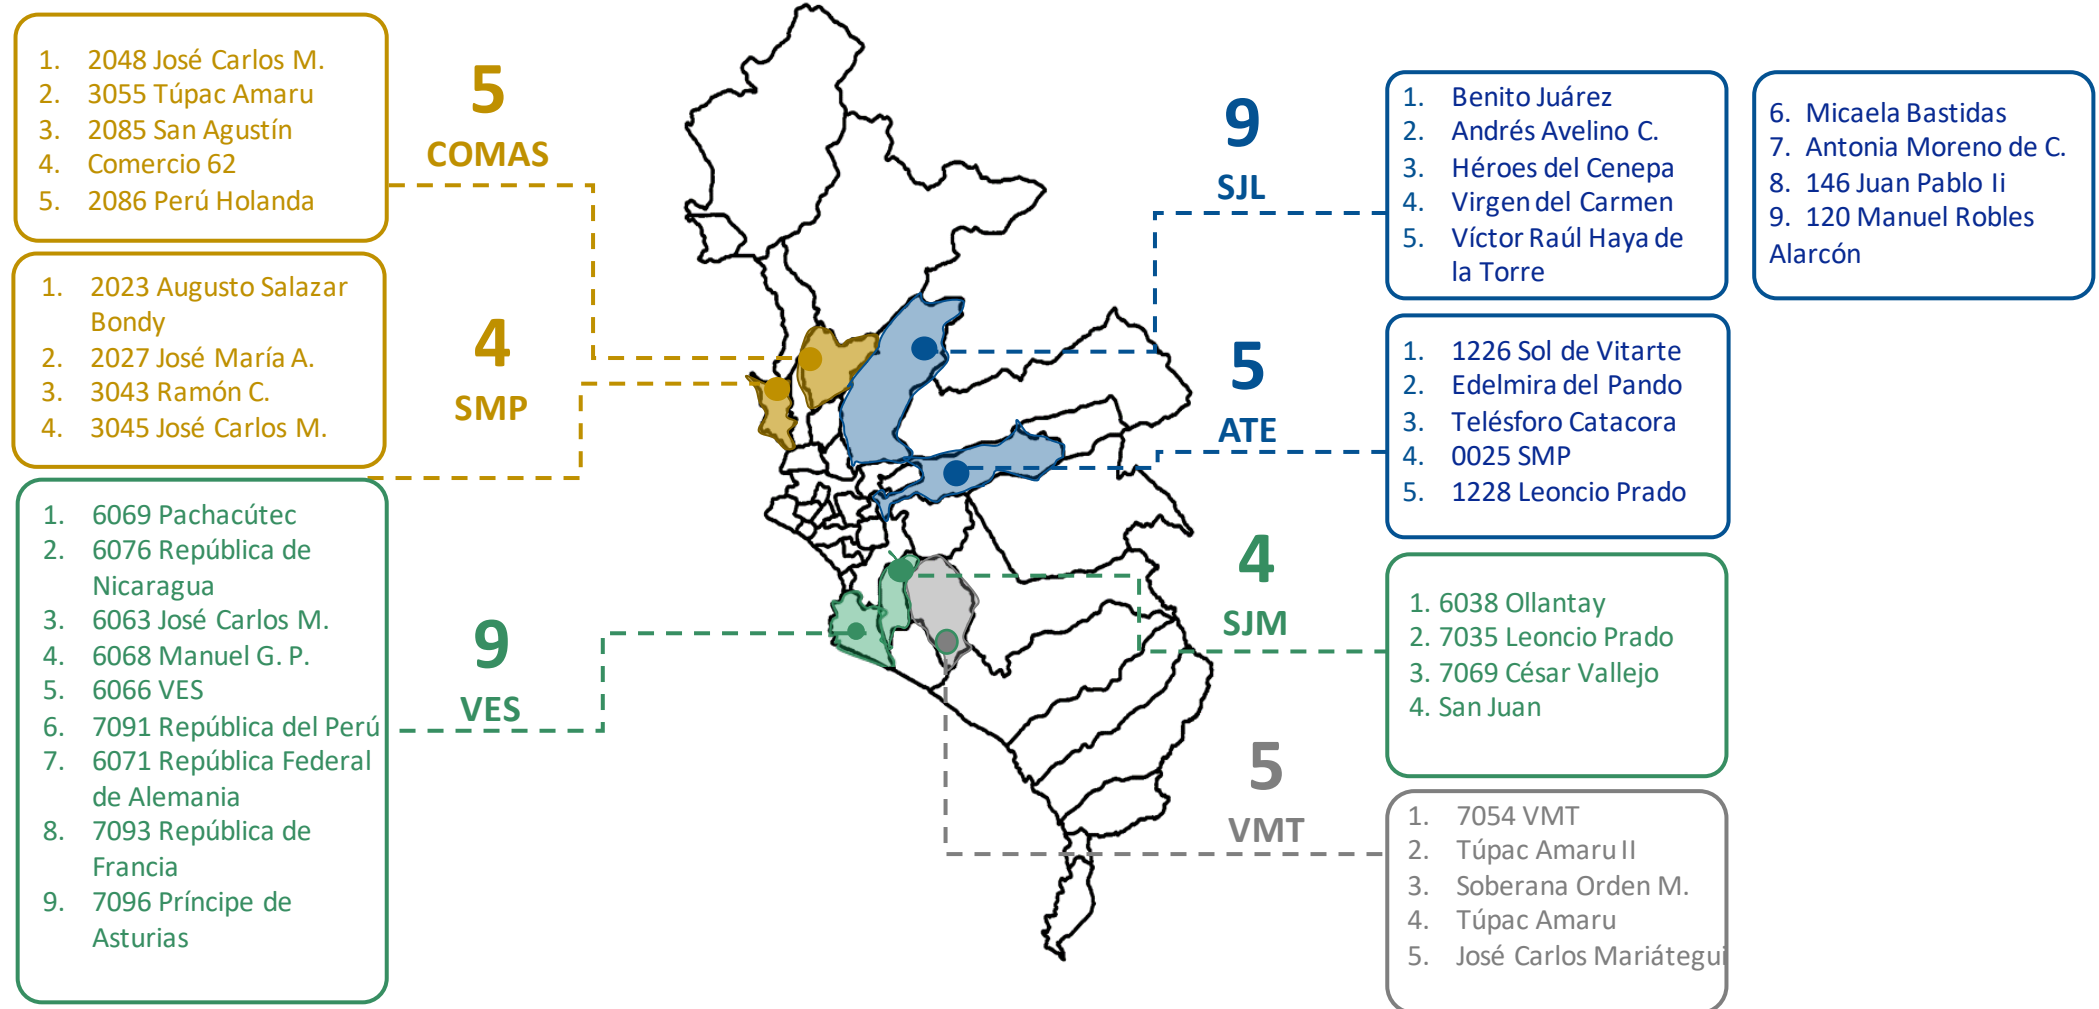 1. 2048 José Carlos M.
2. 3055 Túpac Amaru
3. 2085 San Agustín
4. Comercio 62
5. 2086 Perú Holanda
5
COMAS
1. 2023 Augusto Salazar
Bondy
2. 2027 José María A.
3. 3043 Ramón C.
4. 3045 José Carlos M.
4
SMP
1. 6069 Pachacútec
2. 6076 República de
Nicaragua
3. 6063 José Carlos M.
4. 6068 Manuel G. P.
5. 6066 VES
6. 7091 República del Perú
7. 6071 República Federal
de Alemania
8. 7093 República de
Francia
9. 7096 Príncipe de
Asturias
9
VES
9
SJL
1. Benito Juárez
2. Andrés Avelino C.
3. Héroes del Cenepa
4. Virgen del Carmen
5. Víctor Raúl Haya de
la Torre
6. Micaela Bastidas
7. Antonia Moreno de C.
8. 146 Juan Pablo Ii
9. 120 Manuel Robles
Alarcón
5
ATE
1. 1226 Sol de Vitarte
2. Edelmira del Pando
3. Telésforo Catacora
4. 0025 SMP
5. 1228 Leoncio Prado
4
SJM
1. 6038 Ollantay
2. 7035 Leoncio Prado
3. 7069 César Vallejo
4. San Juan
5
VMT
1. 7054 VMT
2. Túpac Amaru II
3. Soberana Orden M.
4. Túpac Amaru
5. José Carlos Mariátegui